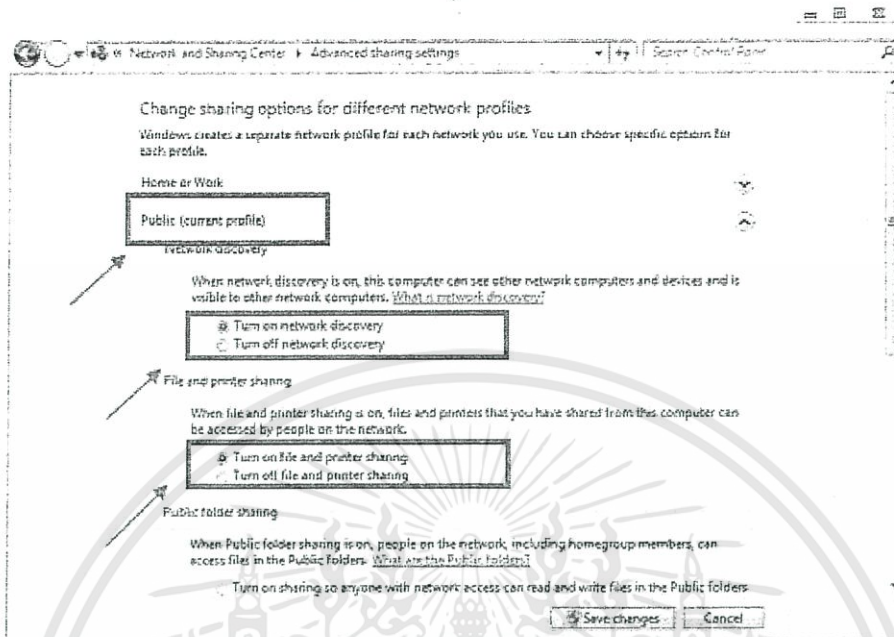 « Network and Sharing Center ▸ Advanced sharing settings
Search Control Panel
Change sharing options for different network profiles
Windows creates a separate network profile for each network you use. You can choose specific options for
each profile.
Home or Work
Public (current profile)
Network discovery
When network discovery is on, this computer can see other network computers and devices and is
visible to other network computers. What is network discovery?
Turn on network discovery
Turn off network discovery
File and printer sharing
When file and printer sharing is on, files and printers that you have shared from this computer can
be accessed by people on the network.
Turn on file and printer sharing
Turn off file and printer sharing
Public folder sharing
When Public folder sharing is on, people on the network, including homegroup members, can
access files in the Public folders. What are the Public folders?
Turn on sharing so anyone with network access can read and write files in the Public folders
Save changes
Cancel